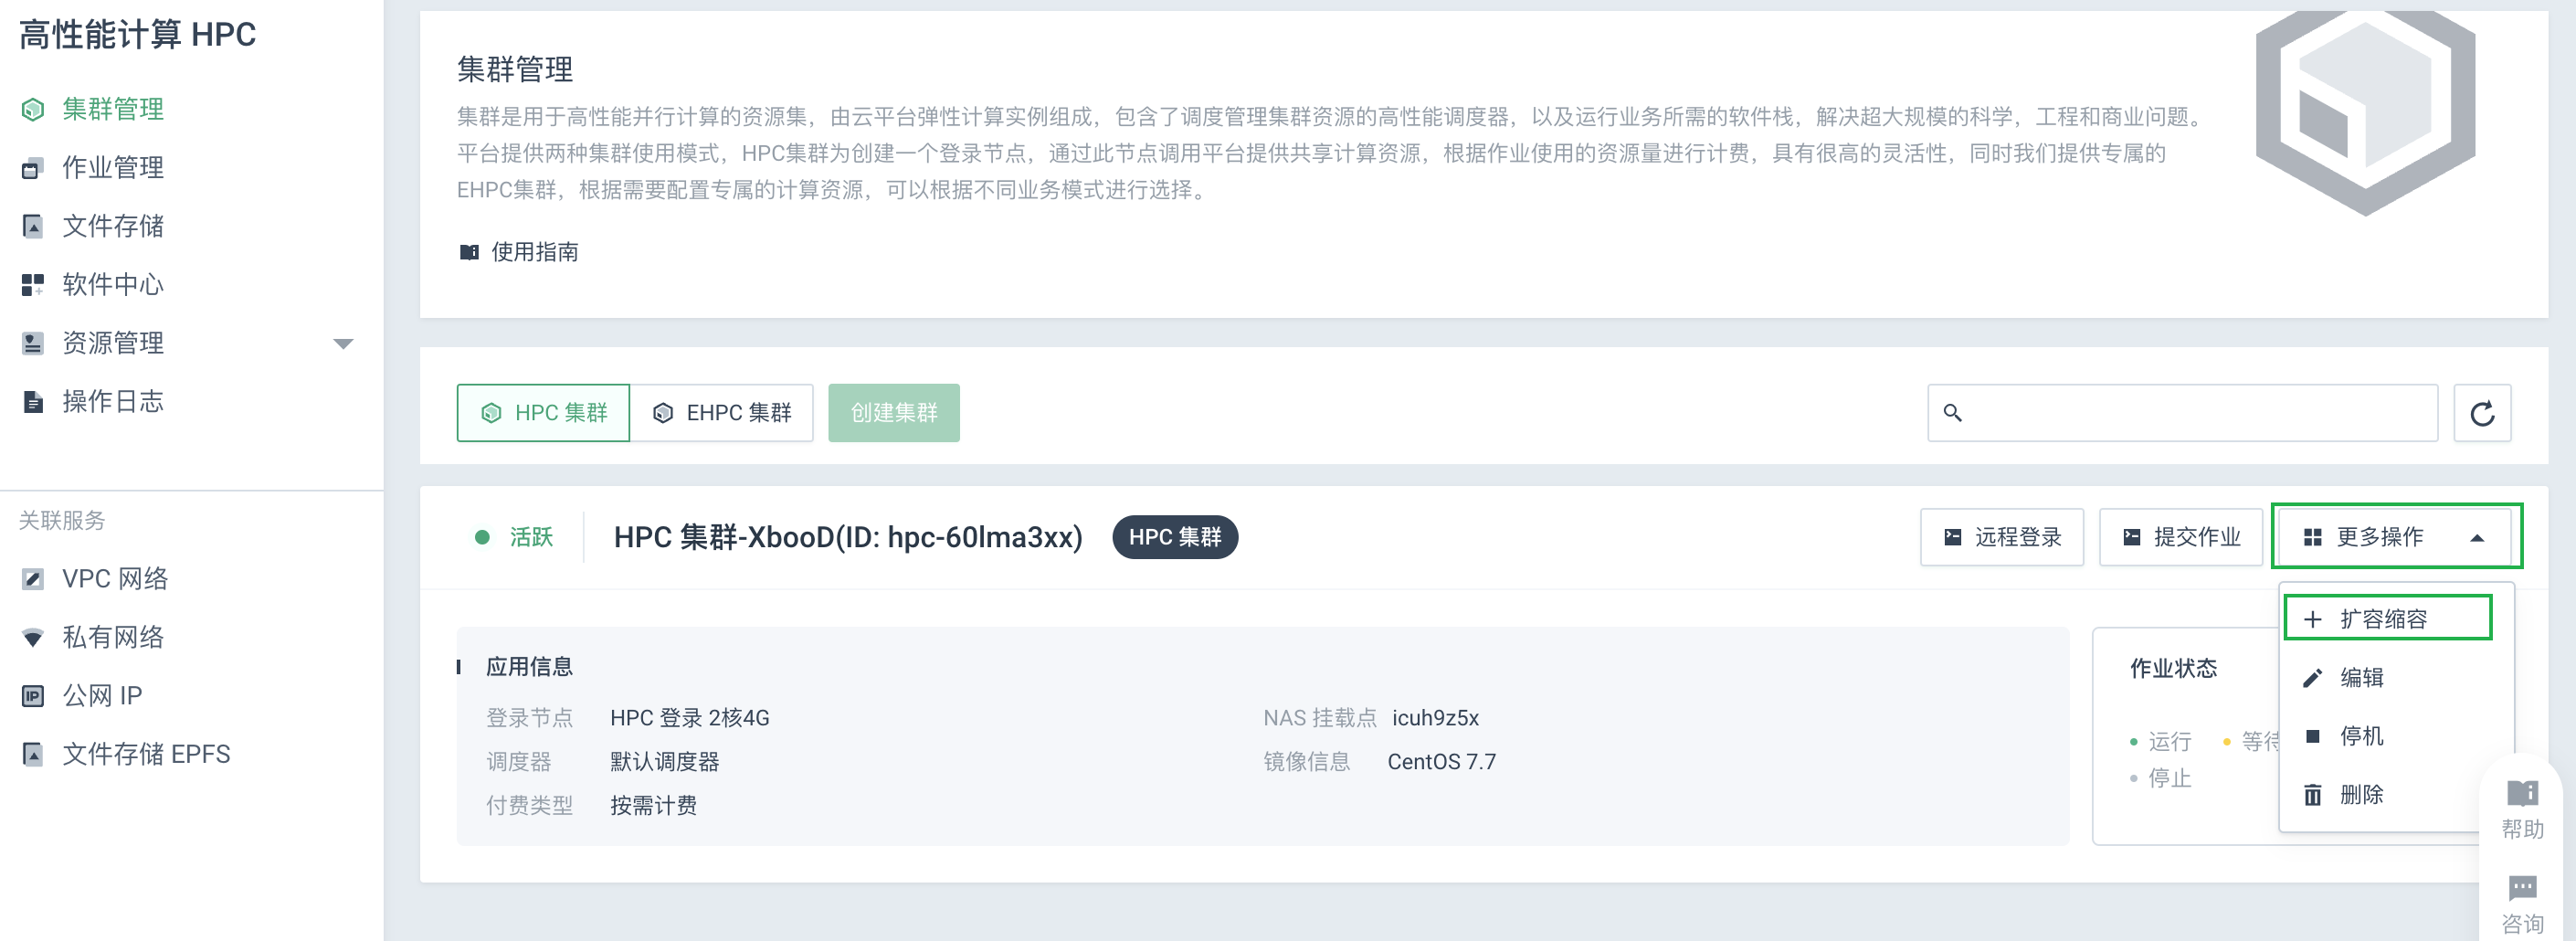 高性能计算 HPC
集群管理
作业管理
文件存储
软件中心
资源管理
操作日志
关联服务
VPC 网络
私有网络
公网 IP
文件存储 EPFS
集群管理
集群是用于高性能并行计算的资源集，由云平台弹性计算实例组成，包含了调度管理集群资源的高性能调度器，以及运行业务所需的软件栈，解决超大规模的科学，工程和商业问题。
平台提供两种集群使用模式，HPC集群为创建一个登录节点，通过此节点调用平台提供共享计算资源，根据作业使用的资源量进行计费，具有很高的灵活性，同时我们提供专属的
EHPC集群，根据需要配置专属的计算资源，可以根据不同业务模式进行选择。
使用指南
HPC 集群
EHPC 集群
创建集群
活跃
HPC 集群-XbooD(ID: hpc-60lma3xx)
HPC 集群
远程登录
提交作业
更多操作
扩容缩容
编辑
停机
删除
应用信息
登录节点 HPC 登录 2核4G
NAS 挂载点 icuh9z5x
调度器 默认调度器
镜像信息 CentOS 7.7
付费类型 按需计费
作业状态
运行
等待
停止
帮助
咨询